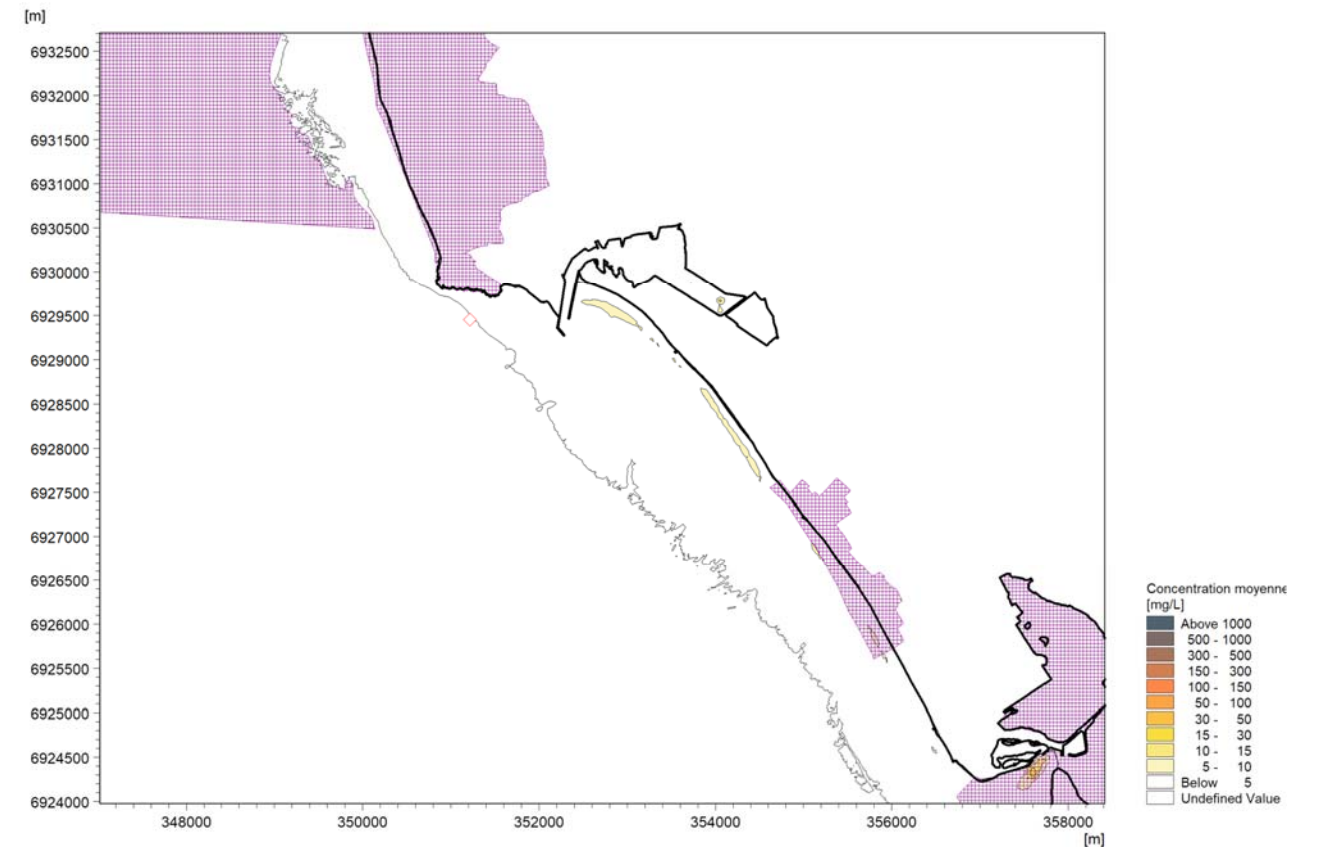 [m]
6932500
6932000
6931500
6931000
6930500
6930000
6929500
6929000
6928500
6928000
6927500
6927000
6926500
6926000
6925500
6925000
6924500
6924000
348000 350000 352000 354000 356000 358000
[m]
Concentration moyenne
[mg/L]
Above 1000
500 - 1000
300 - 500
150 - 300
100 - 150
50 - 100
30 - 50
15 - 30
10 - 15
5 - 10
Below 5
Undefined Value